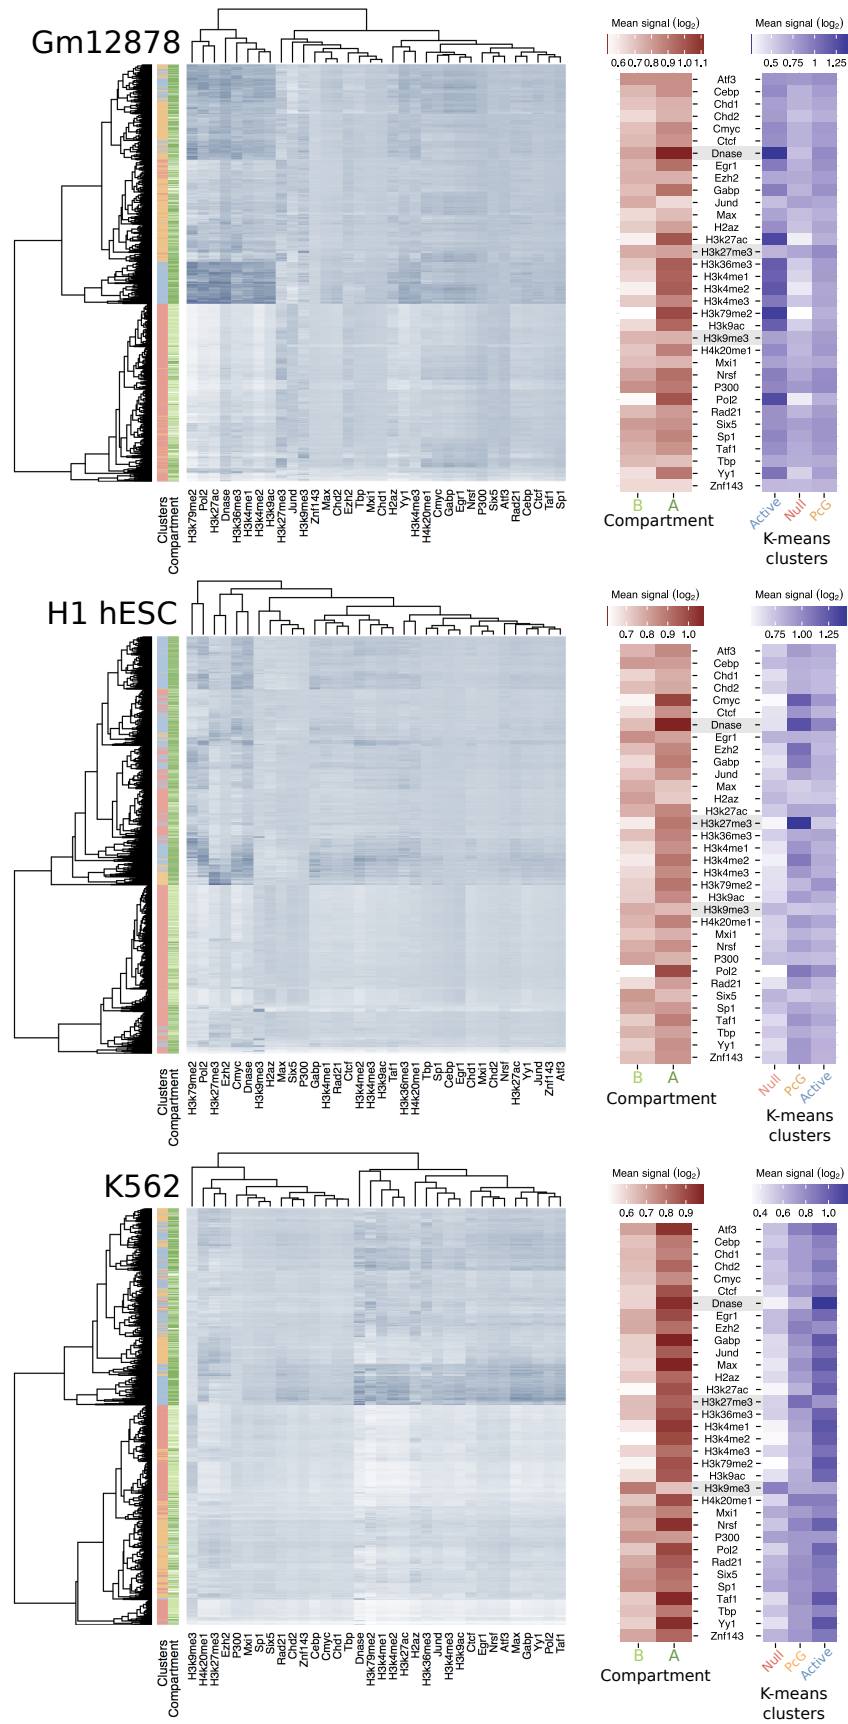 Gm12878
Clusters
Compartment
H3k79me2
Pol2
H3k27ac
Dnase
H3k36me3
H3k4me1
H3k4me2
H3k9ac
H3k27me3
Jund
H3k9me3
Znf143
Max
Chd2
Ezh2
Tbp
Mxi1
Chd1
H2az
Yy1
H3k4me3
H4k20me1
Cmyc
Gabp
Egr1
Nrsf
P300
Six5
Atf3
Rad21
Cebp
Ctcf
Taf1
Sp1
Mean signal (log2)
0.6 0.7 0.8 0.9 1.0 1.1
Mean signal (log2)
0.5 1 1.25
Atf3
Cebp
Chd1
Chd2
Cmyc
Ctcf
Dnase
Egr1
Ezh2
Gabp
Jund
Max
H2az
H3k27ac
H3k27me3
H3k36me3
H3k4me1
H3k4me2
H3k4me3
H3k79me2
H3k9ac
H3k9me3
H4k20me1
Mxi1
Nrsf
P300
Pol2
Rad21
Six5
Sp1
Taf1
Tbp
Yy1
Znf143
B A
Compartment
Active Null PcG
K-means
clusters
H1 hESC
Clusters
Compartment
H3k79me2
Pol2
H3k27me3
Ezh2
Cmyc
Dnase
H3k9me3
H2az
Max
Six5
P300
Gabp
H3k4me1
Rad21
Ctcf
H3k4me2
H3k4me3
H3k9ac
Taf1
H3k36me3
H4k20me1
Tbp
Sp1
Cebp
Egr1
Chd1
Mxi1
Chd2
Nrsf
H3k27ac
Yy1
Jund
Znf143
Atf3
Mean signal (log2)
0.7 0.8 0.9 1.0
Mean signal (log2)
0.75 1.00 1.25
Atf3
Cebp
Chd1
Chd2
Cmyc
Ctcf
Dnase
Egr1
Ezh2
Gabp
Jund
Max
H2az
H3k27ac
H3k27me3
H3k36me3
H3k4me1
H3k4me2
H3k4me3
H3k79me2
H3k9ac
H3k9me3
H4k20me1
Mxi1
Nrsf
P300
Pol2
Rad21
Six5
Sp1
Taf1
Tbp
Yy1
Znf143
B A
Compartment
Null PcG Active
K-means
clusters
K562
Clusters
Compartment
H3k9me3
H4k20me1
H3k27me3
Ezh2
P300
Mxi1
Sp1
Six5
Rad21
Chd2
Znf143
Cebp
Cmyc
Chd1
Tbp
Dnase
H3k79me2
H3k4me1
H3k4me2
H3k27ac
H2az
H3k36me3
Jund
H3k4me3
H3k9ac
Ctcf
Egr1
Nrsf
Atf3
Max
Gabp
Yy1
Pol2
Taf1
Mean signal (log2)
0.6 0.7 0.8 0.9
Mean signal (log2)
0.4 0.6 0.8 1.0
Atf3
Cebp
Chd1
Chd2
Cmyc
Ctcf
Dnase
Egr1
Ezh2
Gabp
Jund
Max
H2az
H3k27ac
H3k27me3
H3k36me3
H3k4me1
H3k4me2
H3k4me3
H3k79me2
H3k9ac
H3k9me3
H4k20me1
Mxi1
Nrsf
P300
Pol2
Rad21
Six5
Sp1
Taf1
Tbp
Yy1
Znf143
B A
Compartment
Null PcG Active
K-means
clusters